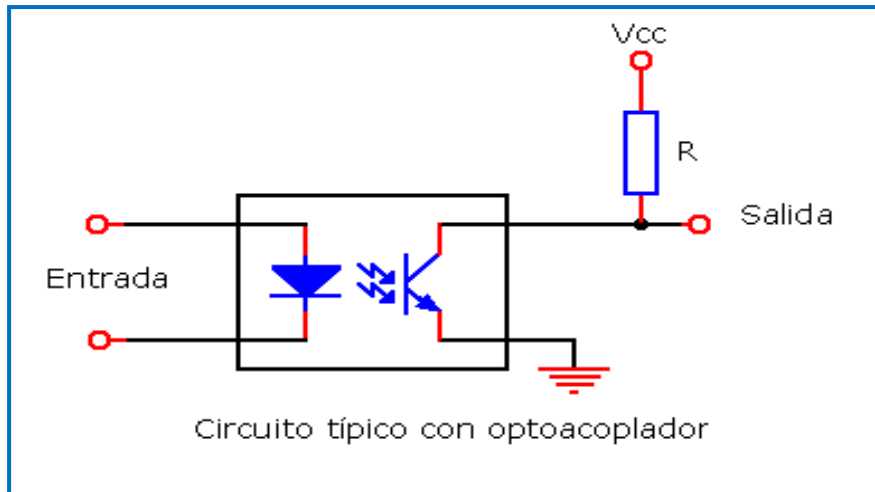 Vcc
R
Salida
Entrada
Circuito típico con optoacoplador